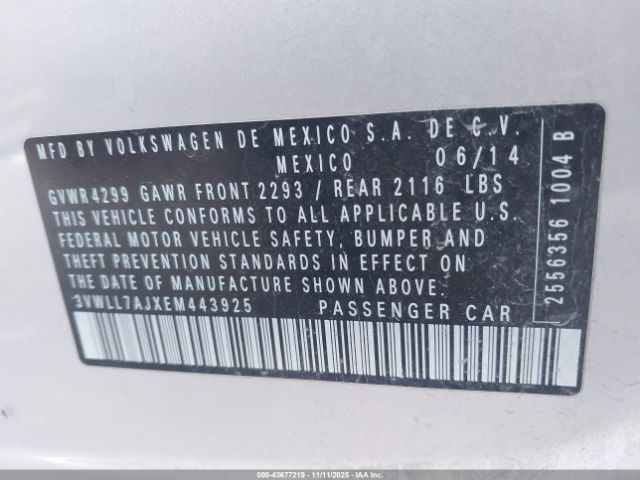 MFD BY VOLKSWAGEN DE MEXICO S.A. DE C.V.
MEXICO 06/14
GVWR 4299 GAWR FRONT 2293 / REAR 2116 LBS
THIS VEHICLE CONFORMS TO ALL APPLICABLE U.S.
FEDERAL MOTOR VEHICLE SAFETY, BUMPER AND
THEFT PREVENTION STANDARDS IN EFFECT ON
THE DATE OF MANUFACTURE SHOWN ABOVE.
3VWLL7AJXEM443925 PASSENGER CAR
2556356 1004 B
000-43677219 - 11/11/2025 - IAA Inc.